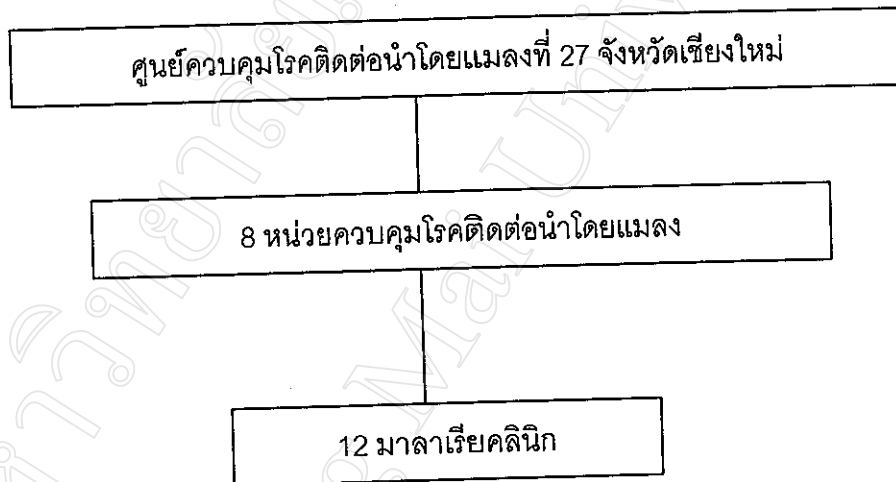 ศูนย์ควบคุมโรคติดต่อนำโดยแมลงที่ 27 จังหวัดเชียงใหม่
8 หน่วยควบคุมโรคติดต่อนำโดยแมลง
12 มาลาเรียคลินิก